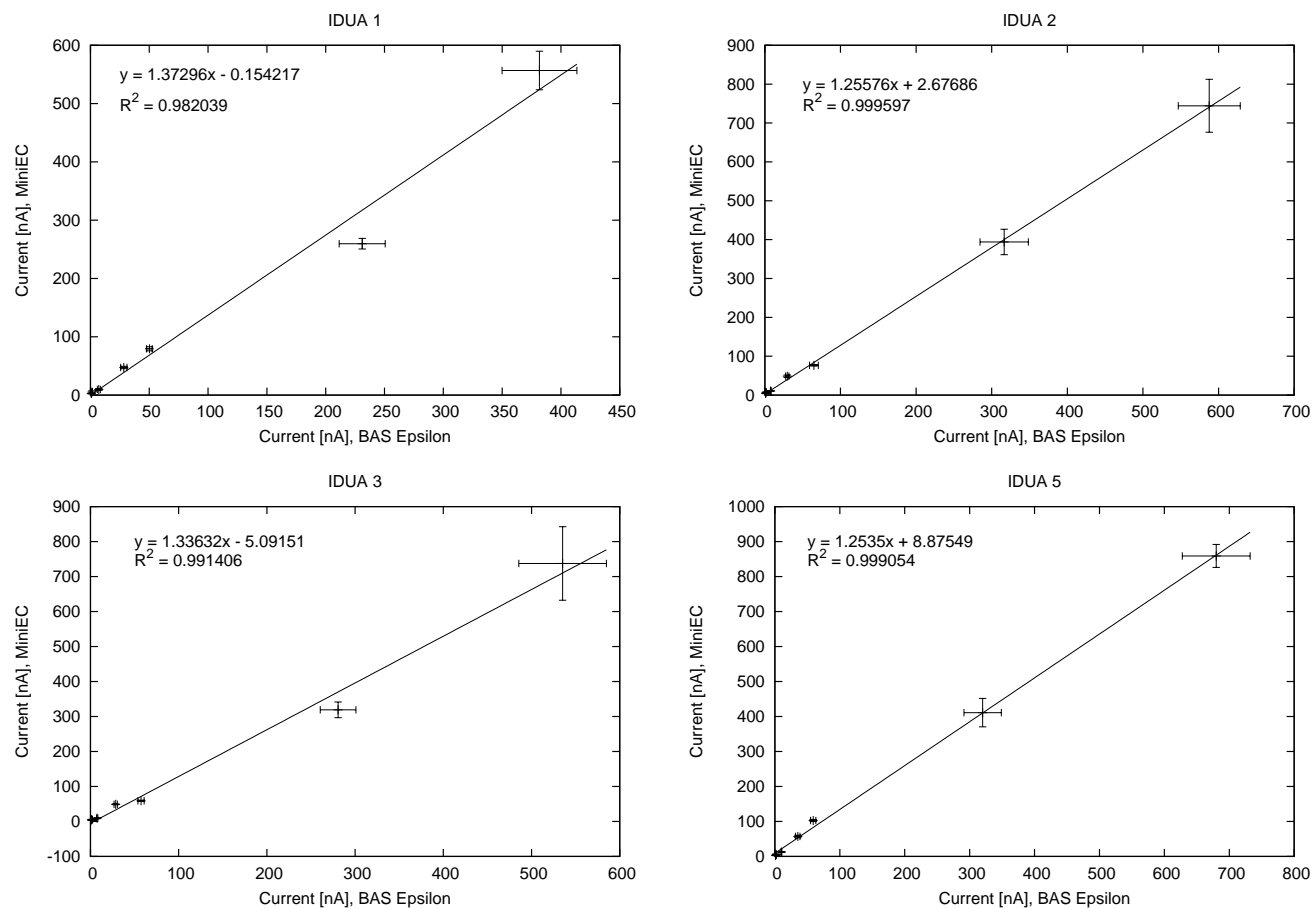 IDUA 1
y = 1.37296x - 0.154217
R² = 0.982039
600
500
400
300
200
100
0
Current [nA], MiniEC
0 50 100 150 200 250 300 350 400 450
Current [nA], BAS Epsilon
IDUA 2
y = 1.25576x + 2.67686
R² = 0.999597
900
800
700
600
500
400
300
200
100
0
Current [nA], MiniEC
0 100 200 300 400 500 600 700
Current [nA], BAS Epsilon
IDUA 3
y = 1.33632x - 5.09151
R² = 0.991406
900
800
700
600
500
400
300
200
100
0
-100
Current [nA], MiniEC
0 100 200 300 400 500 600
Current [nA], BAS Epsilon
IDUA 5
y = 1.2535x + 8.87549
R² = 0.999054
1000
900
800
700
600
500
400
300
200
100
0
Current [nA], MiniEC
0 100 200 300 400 500 600 700 800
Current [nA], BAS Epsilon